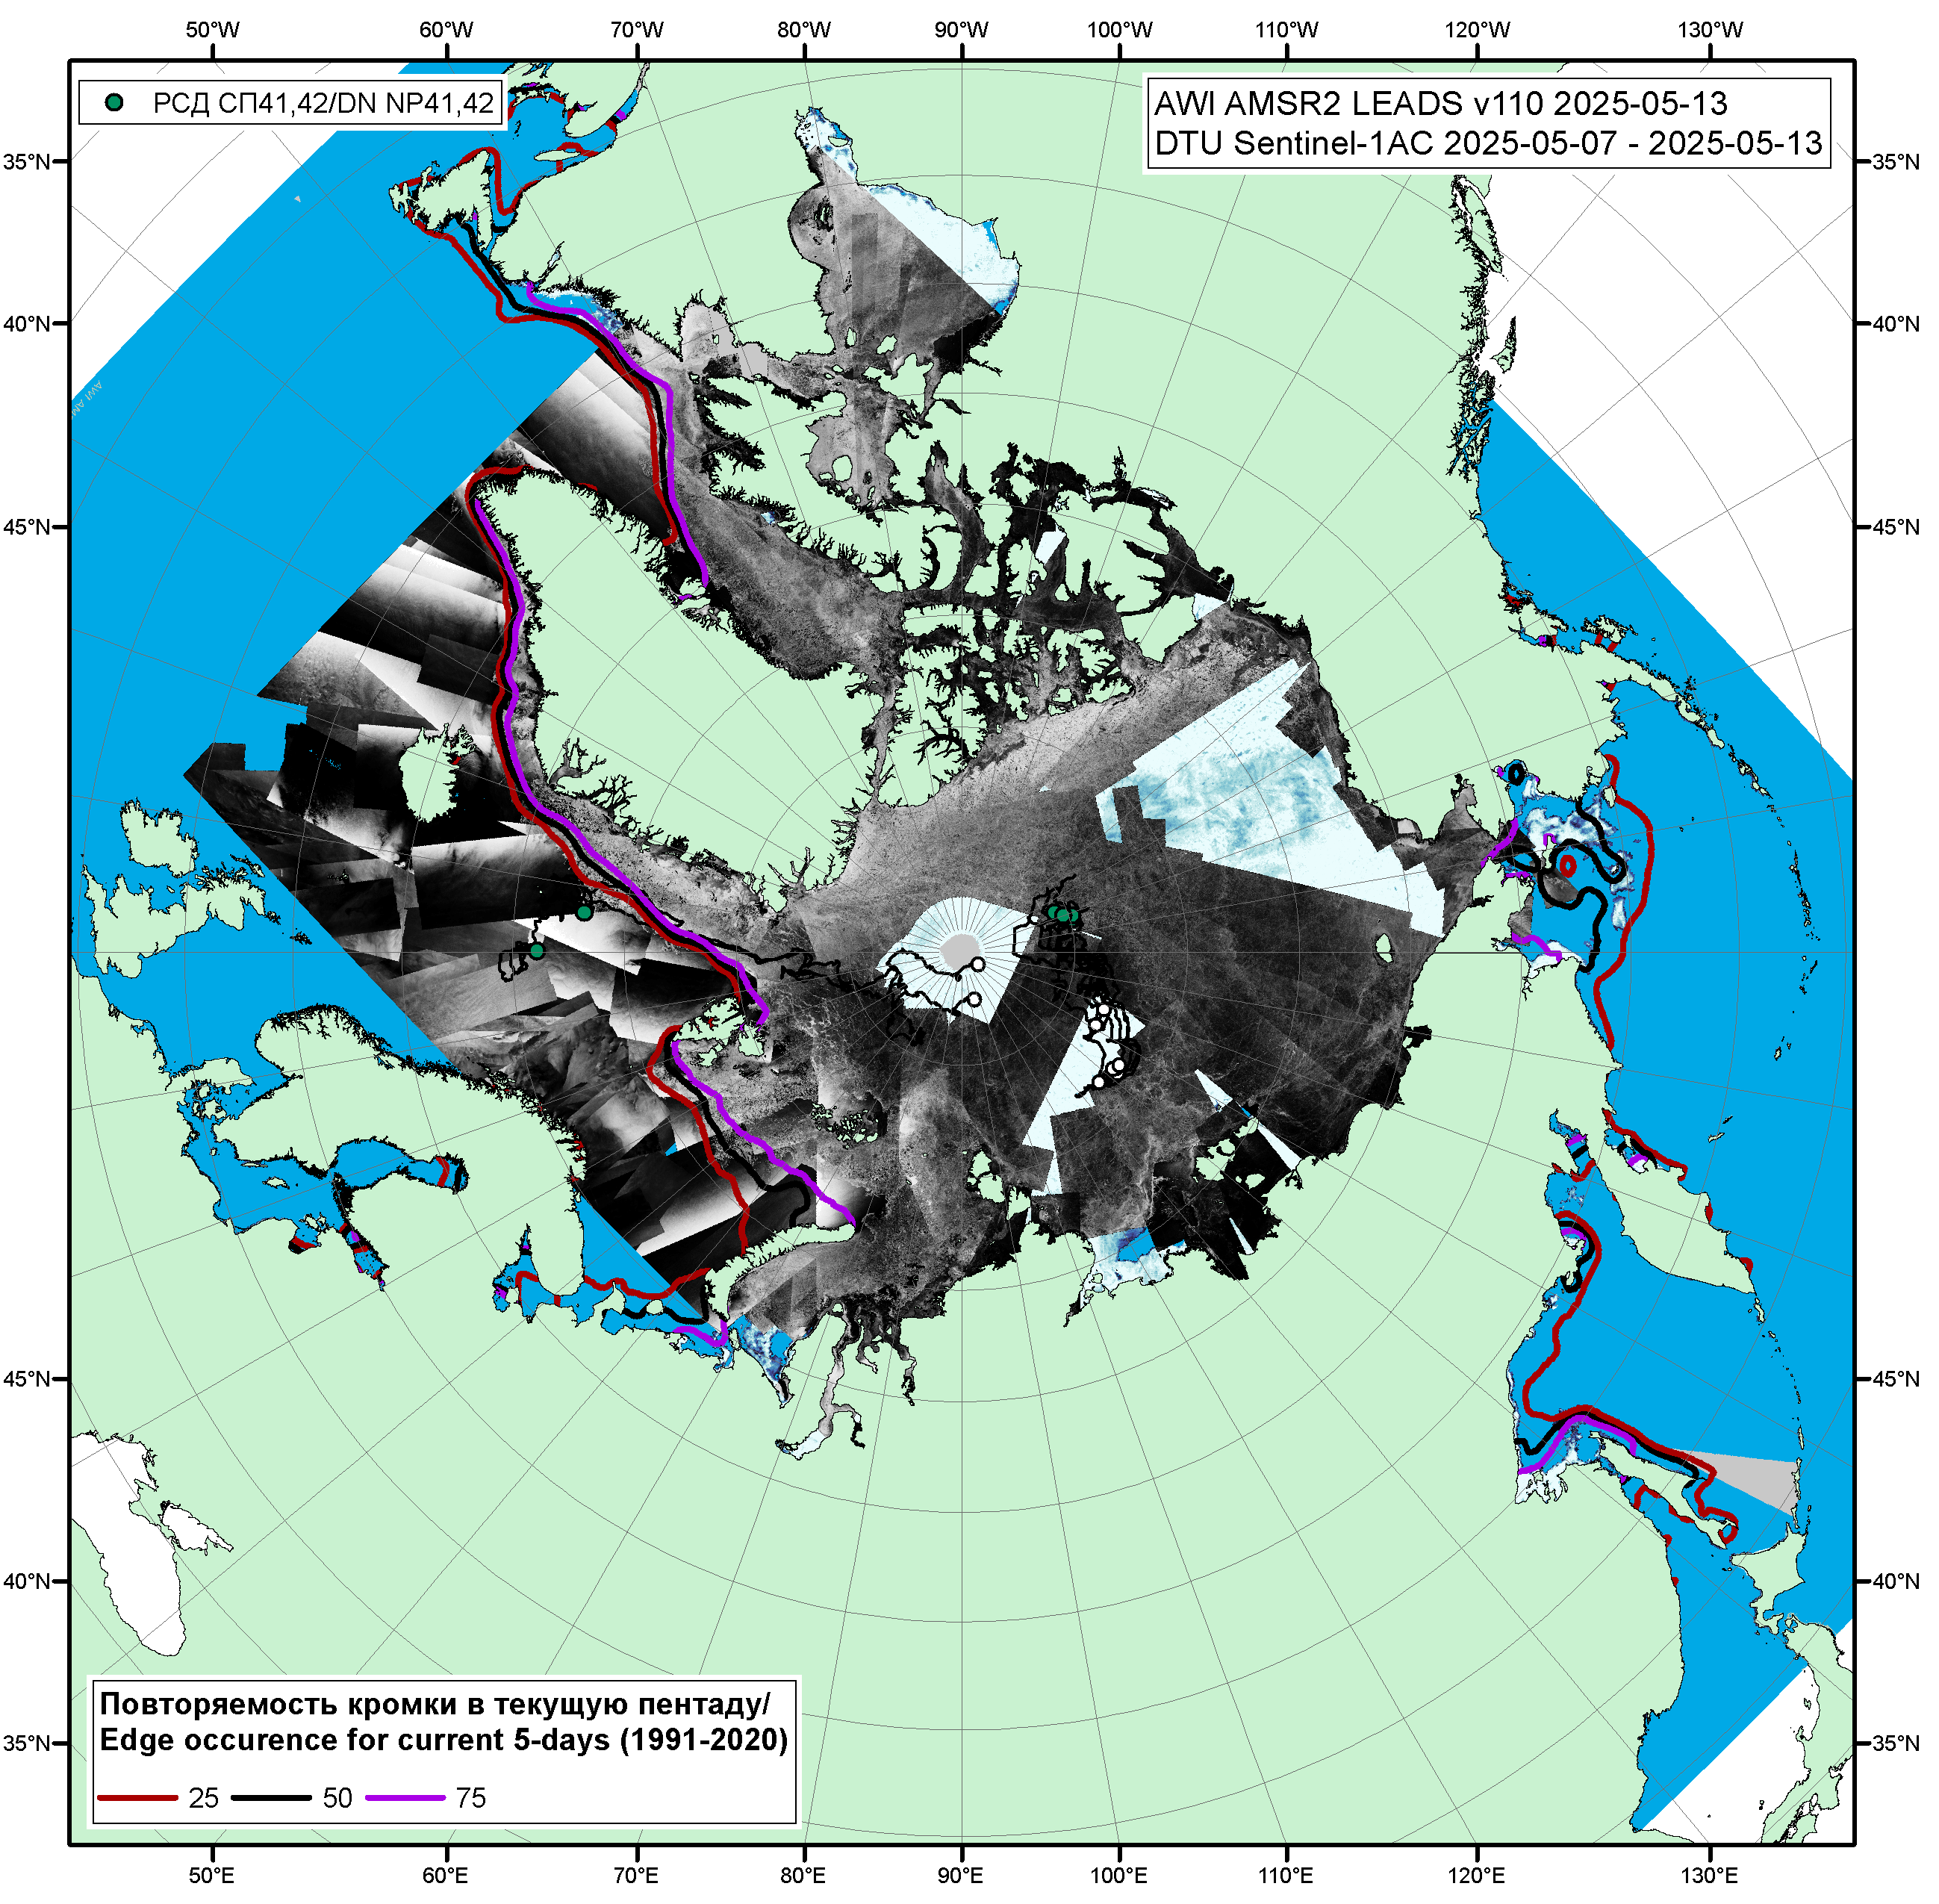 50°W 60°W 70°W 80°W 90°W 100°W 110°W 120°W 130°W
РСД СП41,42/DN NP41,42
AWI AMSR2 LEADS v110 2025-05-13
DTU Sentinel-1AC 2025-05-07 - 2025-05-13
35°N 35°N
40°N 40°N
45°N 45°N
45°N 45°N
40°N 40°N
35°N 35°N
Повторяемость кромки в текущую пентаду/
Edge occurence for current 5-days (1991-2020)
25 50 75
50°E 60°E 70°E 80°E 90°E 100°E 110°E 120°E 130°E